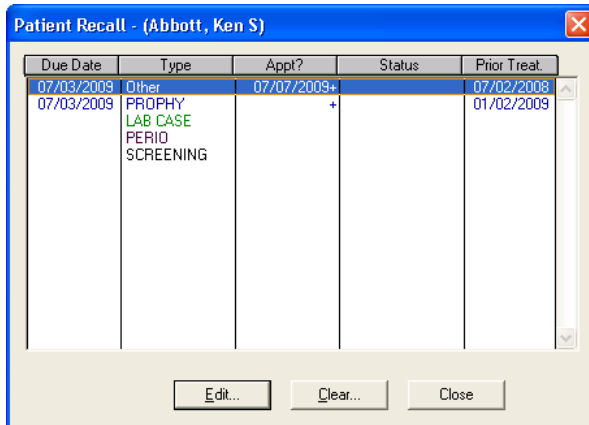 Patient Recall - (Abbott, Ken S)
Due Date Type Appt? Status Prior Treat.
07/03/2009 Other 07/07/2009+ 07/02/2008
07/03/2009 PROPHY + 01/02/2009
LAB CASE
PERIO
SCREENING
Edit... Clear... Close